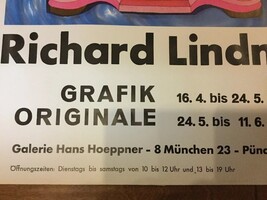 Richard Lindn
GRAFIK 16. 4. bis 24. 5.
ORIGINALE 24. 5. bis 11. 6.
Galerie Hans Hoeppner - 8 München 23 - Pünd
Öffnungszeiten: Dienstags bis samstags von 10 bis 12 Uhr und 13 bis 19 Uhr